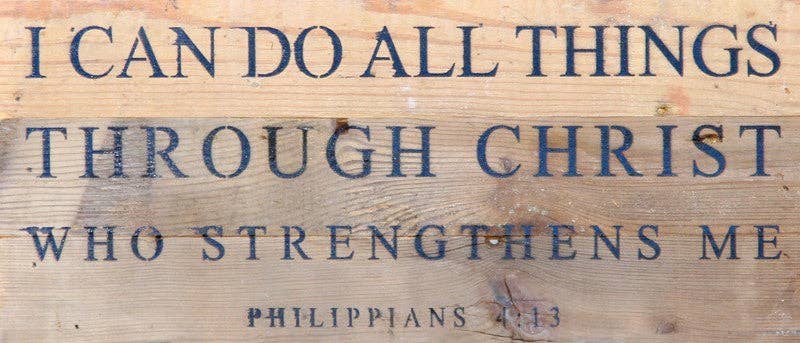 I CAN DO ALL THINGS
THROUGH CHRIST
WHO STRENGTHENS ME
PHILIPPIANS 4:13